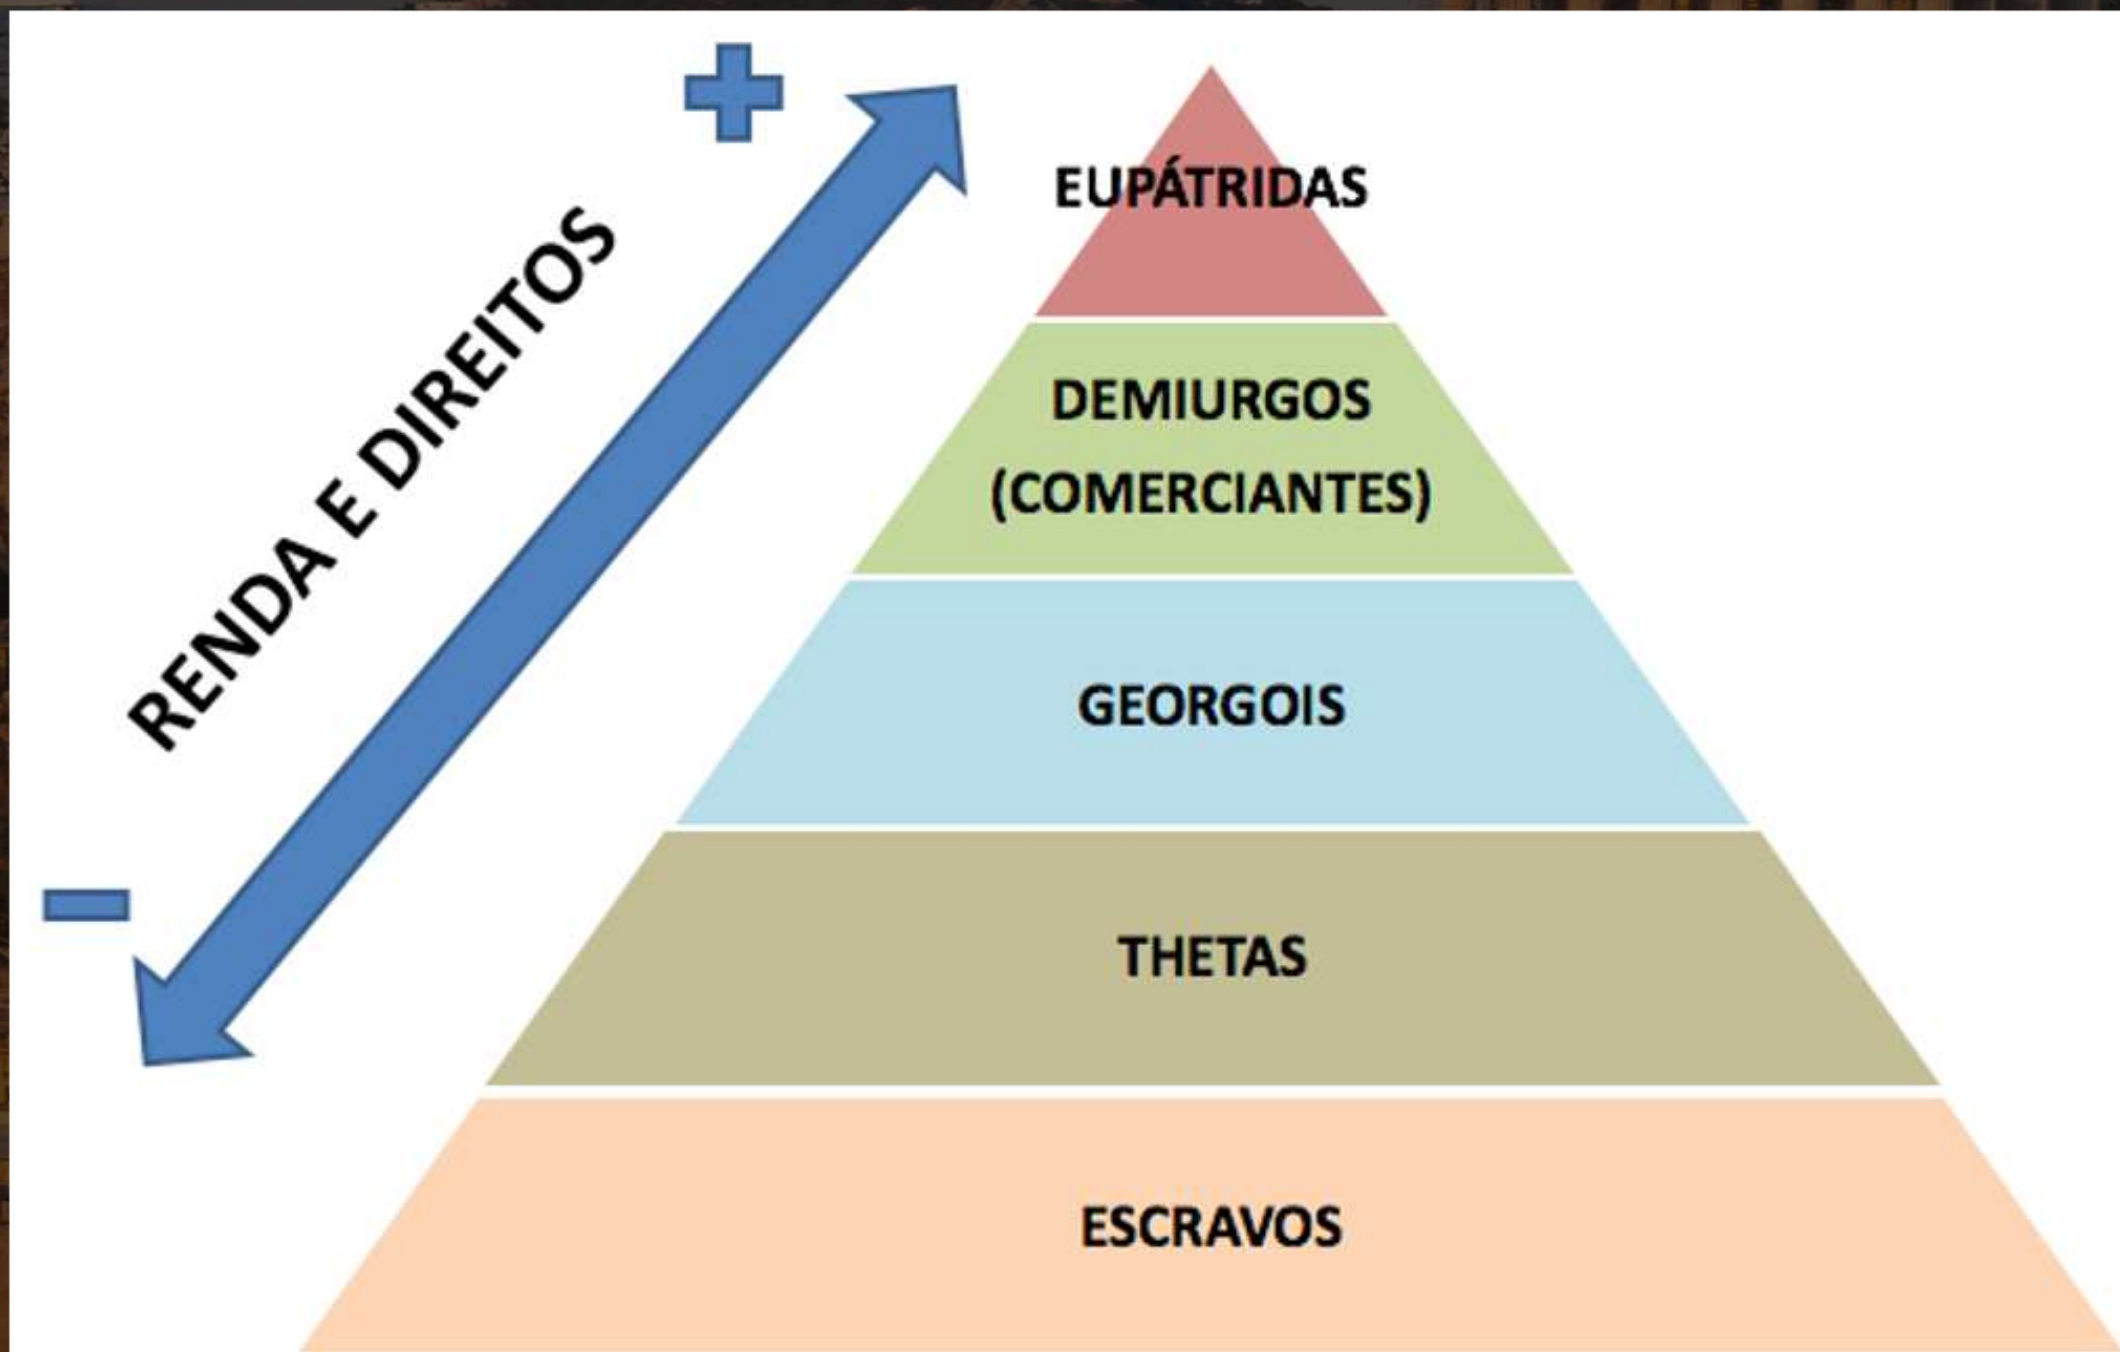 RENDA E DIREITOS
EUPÁTRIDAS
DEMIURGOS
(COMERCIANTES)
GEORGOIS
THETAS
ESCRAVOS